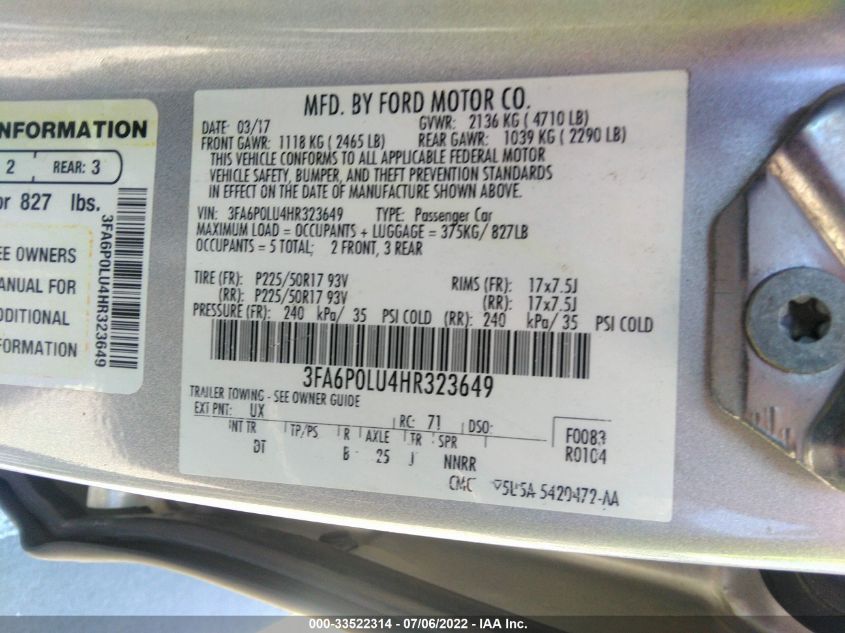 NFORMATION
2 REAR: 3
or 827 lbs.
EE OWNERS
ANUAL FOR
DDITIONAL
FORMATION
3FA6P0LU4HR323649
MFD. BY FORD MOTOR CO.
DATE: 03/17 GVWR: 2136 KG ( 4710 LB)
FRONT GAWR: 1118 KG ( 2465 LB) REAR GAWR: 1039 KG ( 2290 LB)
THIS VEHICLE CONFORMS TO ALL APPLICABLE FEDERAL MOTOR
VEHICLE SAFETY, BUMPER, AND THEFT PREVENTION STANDARDS
IN EFFECT ON THE DATE OF MANUFACTURE SHOWN ABOVE.
VIN: 3FA6P0LU4HR323649 TYPE: Passenger Car
MAXIMUM LOAD = OCCUPANTS + LUGGAGE = 375KG/ 827LB
OCCUPANTS = 5 TOTAL; 2 FRONT, 3 REAR
TIRE (FR): P225/50R17 93V RIMS (FR): 17x7.5J
(RR): P225/50R17 93V (RR): 17x7.5J
PRESSURE (FR): 240 kPa/ 35 PSI COLD (RR): 240 kPa/ 35 PSI COLD
3FA6P0LU4HR323649
TRAILER TOWING - SEE OWNER GUIDE
EXT PNT: UX RC: 71 DSO: F0083
INT TR TP/PS R AXLE TR SPR R0104
DT B 25 J NNRR
CMC 5U5A 5420472-AA
000-33522314 - 07/06/2022 - IAA Inc.